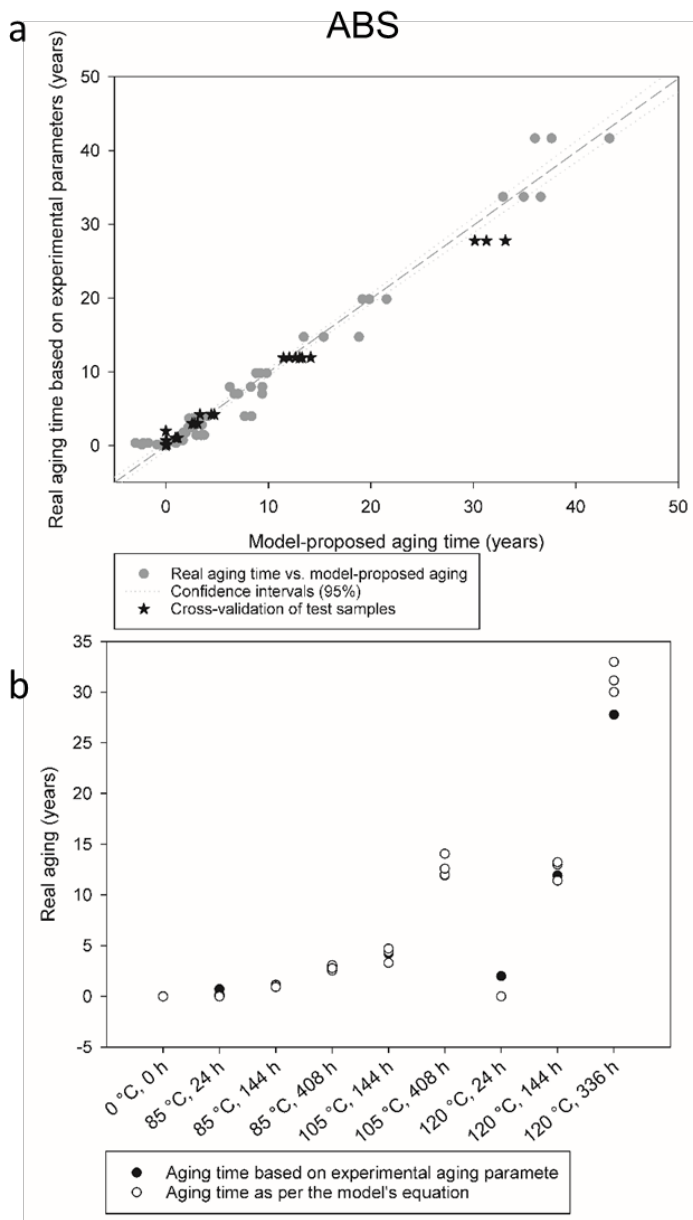 a
ABS
Real aging time based on experimental parameters (years)
50
40
30
20
10
0
0
10
20
30
40
50
Model-proposed aging time (years)
Real aging time vs. model-proposed aging
Confidence intervals (95%)
Cross-validation of test samples
b
Real aging (years)
35
30
25
20
15
10
5
0
-5
0 °C, 0 h
85 °C, 24 h
85 °C, 144 h
85 °C, 408 h
105 °C, 144 h
105 °C, 408 h
120 °C, 24 h
120 °C, 144 h
120 °C, 336 h
Aging time based on experimental aging paramete
Aging time as per the model's equation